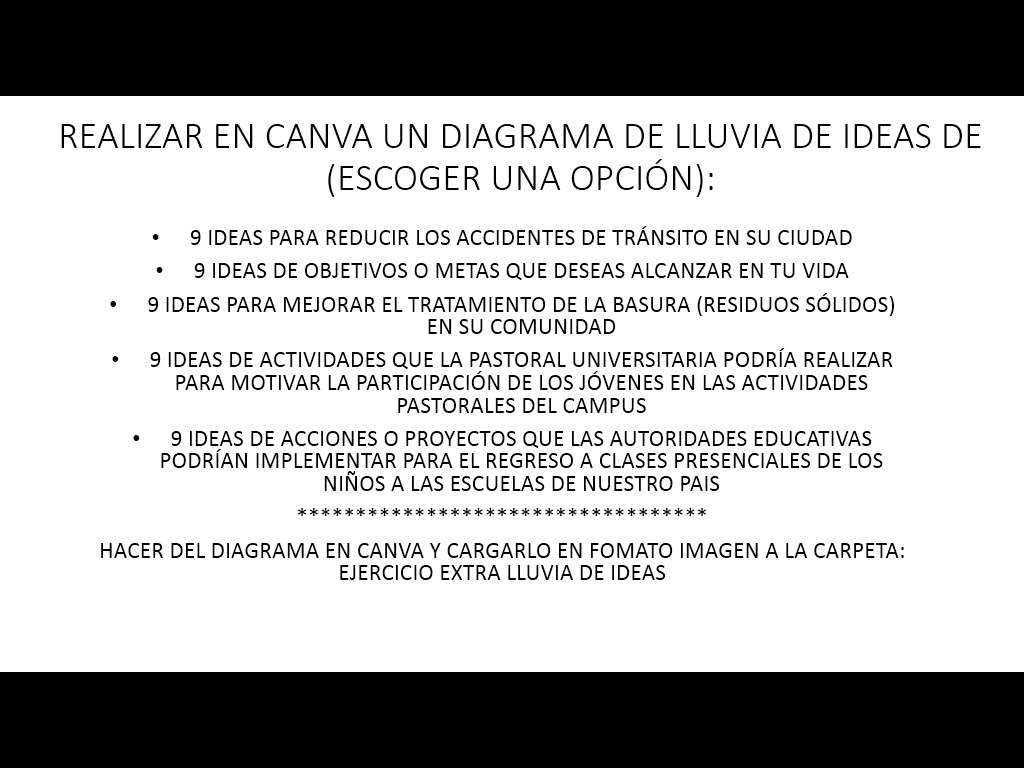 REALIZAR EN CANVA UN DIAGRAMA DE LLUVIA DE IDEAS DE
(ESCOGER UNA OPCIÓN):
• 9 IDEAS PARA REDUCIR LOS ACCIDENTES DE TRÁNSITO EN SU CIUDAD
• 9 IDEAS DE OBJETIVOS O METAS QUE DESEAS ALCANZAR EN TU VIDA
• 9 IDEAS PARA MEJORAR EL TRATAMIENTO DE LA BASURA (RESIDUOS SÓLIDOS)
EN SU COMUNIDAD
• 9 IDEAS DE ACTIVIDADES QUE LA PASTORAL UNIVERSITARIA PODRÍA REALIZAR
PARA MOTIVAR LA PARTICIPACIÓN DE LOS JÓVENES EN LAS ACTIVIDADES
PASTORALES DEL CAMPUS
• 9 IDEAS DE ACCIONES O PROYECTOS QUE LAS AUTORIDADES EDUCATIVAS
PODRÍAN IMPLEMENTAR PARA EL REGRESO A CLASES PRESENCIALES DE LOS
NIÑOS A LAS ESCUELAS DE NUESTRO PAIS
***********************************
HACER DEL DIAGRAMA EN CANVA Y CARGARLO EN FOMATO IMAGEN A LA CARPETA:
EJERCICIO EXTRA LLUVIA DE IDEAS